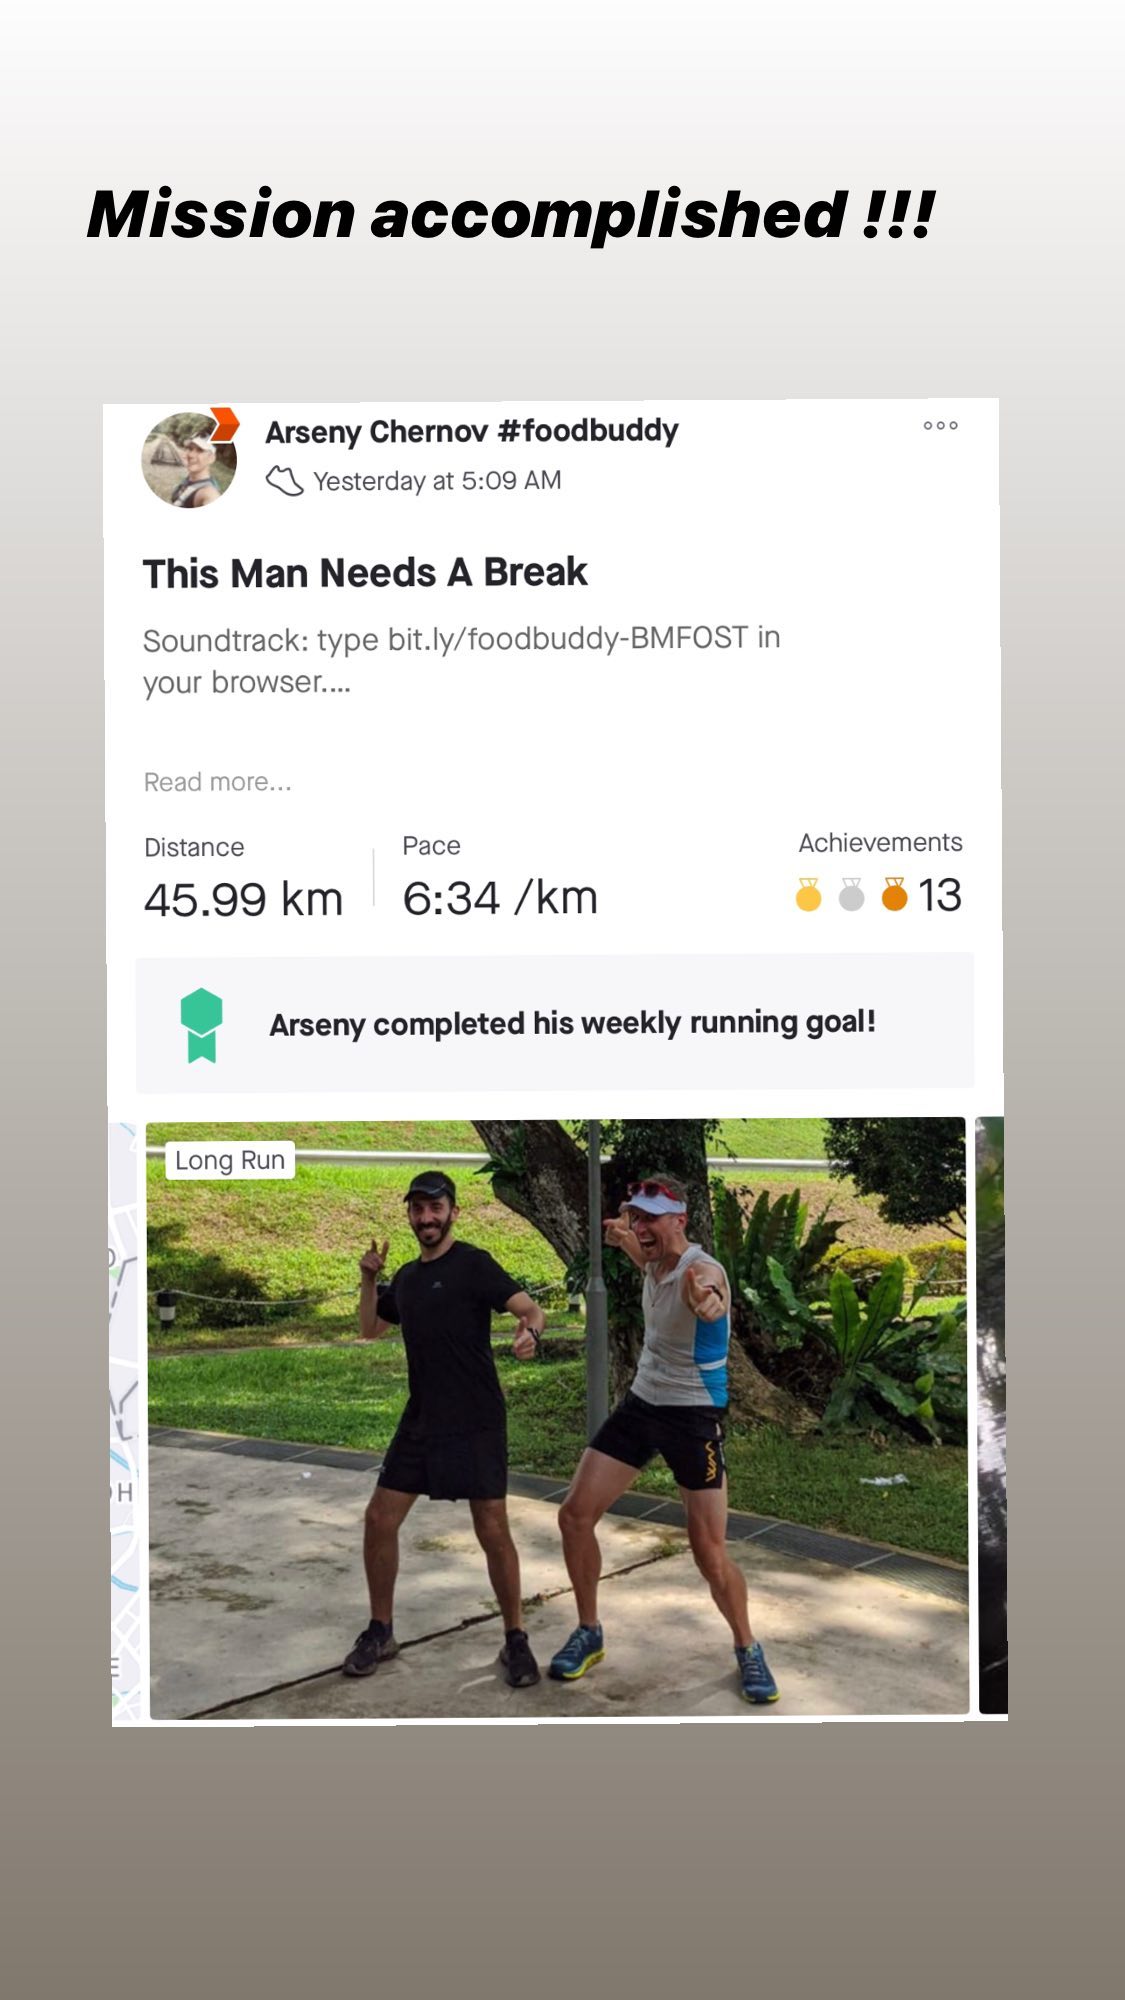 Mission accomplished !!!
Arseny Chernov #foodbuddy
Yesterday at 5:09 AM
This Man Needs A Break
Soundtrack: type bit.ly/foodbuddy-BMFOST in
your browser....
Read more...
Distance
Pace
Achievements
45.99 km
6:34 /km
13
Arseny completed his weekly running goal!
Long Run
H
E